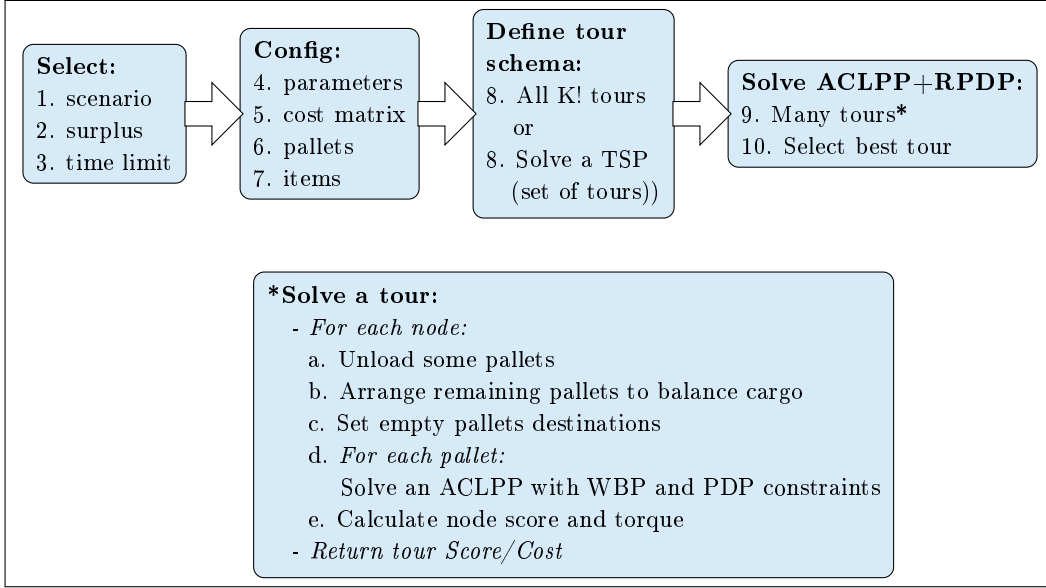 Select:
1. scenario
2. surplus
3. time limit
Config:
4. parameters
5. cost matrix
6. pallets
7. items
Define tour
schema:
8. All K! tours
or
8. Solve a TSP
(set of tours))
Solve ACLPP+RPDP:
9. Many tours*
10. Select best tour
*Solve a tour:
- For each node:
a. Unload some pallets
b. Arrange remaining pallets to balance cargo
c. Set empty pallets destinations
d. For each pallet:
Solve an ACLPP with WBP and PDP constraints
e. Calculate node score and torque
- Return tour Score/Cost